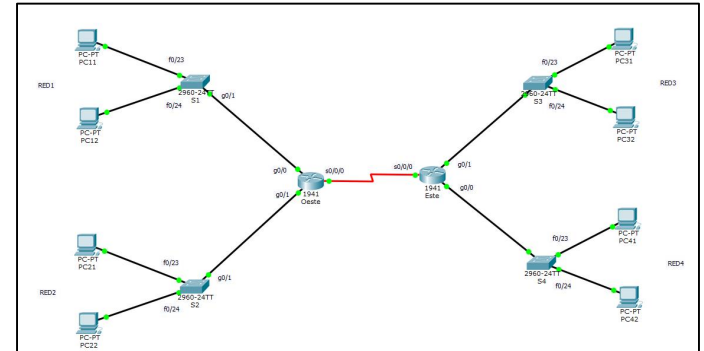 PC-PT
PC11
f0/23
RED1
2960-24TT
S1
g0/1
f0/24
PC-PT
PC12
PC-PT
PC31
f0/23
RED3
2960-24TT
S3
f0/24
PC-PT
PC32
g0/0
s0/0/0
s0/0/0
g0/1
g0/1
1941
Oeste
1941
Este
g0/0
PC-PT
PC21
f0/23
g0/1
RED2
2960-24TT
S2
f0/24
PC-PT
PC22
PC-PT
PC41
f0/23
RED4
2960-24TT
S4
f0/24
PC-PT
PC42